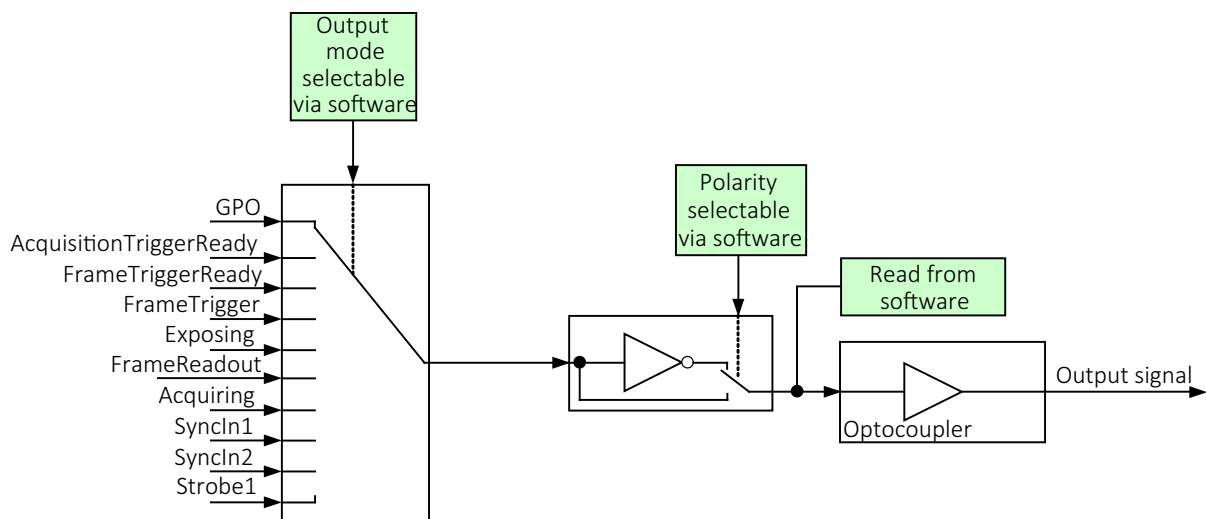 Output
mode
selectable
via software
Polarity
selectable
via software
Read from
software
GPO
AcquisitionTriggerReady
FrameTriggerReady
FrameTrigger
Exposing
FrameReadout
Acquiring
SyncIn1
SyncIn2
Strobe1
Optocoupler
Output signal